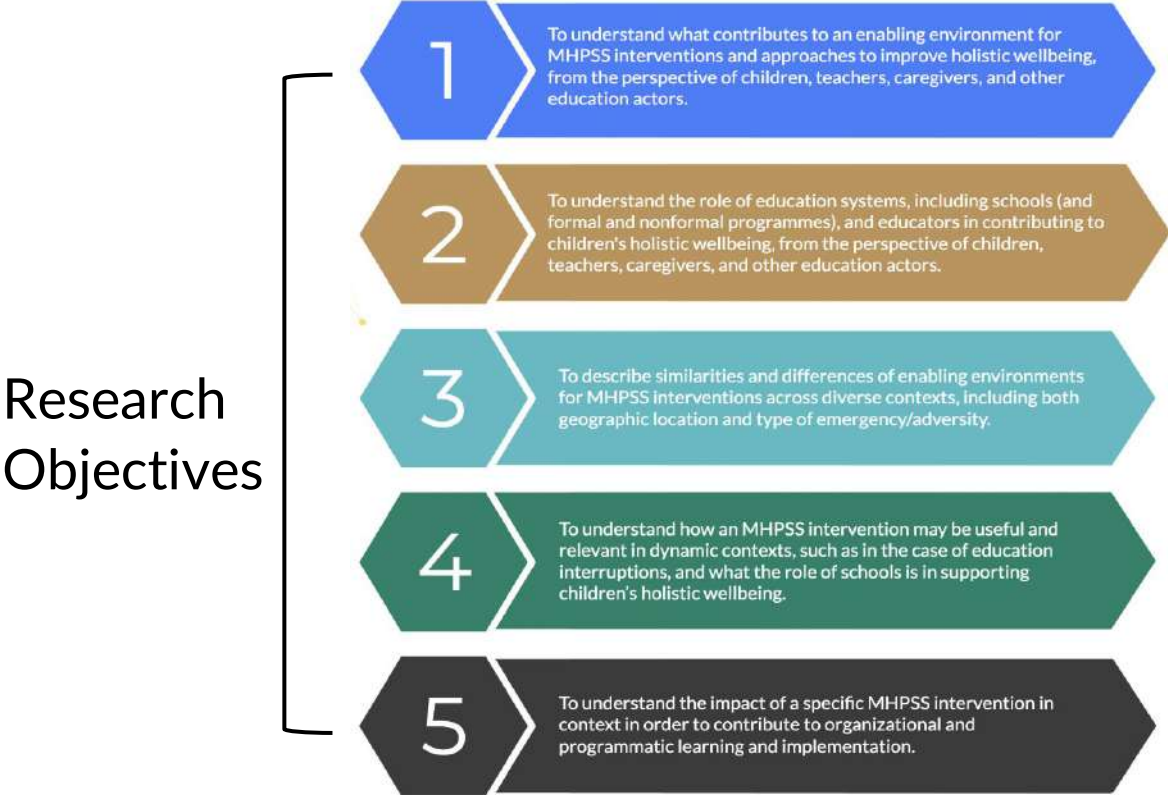 Research
Objectives
1
To understand what contributes to an enabling environment for
MHPSS interventions and approaches to improve holistic wellbeing,
from the perspective of children, teachers, caregivers, and other
education actors.
2
To understand the role of education systems, including schools (and
formal and nonformal programmes), and educators in contributing to
children's holistic wellbeing, from the perspective of children,
teachers, caregivers, and other education actors.
3
To describe similarities and differences of enabling environments
for MHPSS interventions across diverse contexts, including both
geographic location and type of emergency/adversity.
4
To understand how an MHPSS intervention may be useful and
relevant in dynamic contexts, such as in the case of education
interruptions, and what the role of schools is in supporting
children's holistic wellbeing.
5
To understand the impact of a specific MHPSS intervention in
context in order to contribute to organizational and
programmatic learning and implementation.